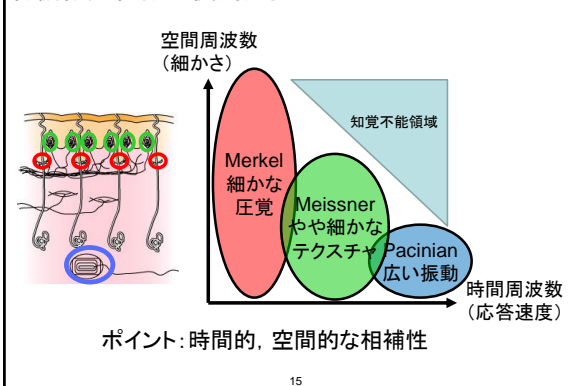 空間周波数
（細かさ）
知覚不能領域
Merkel
細かな
圧覚
Meissner
やや細かな
テクスチャ
Pacinian
広い振動
時間周波数
（応答速度）
ポイント：時間的，空間的な相補性
15